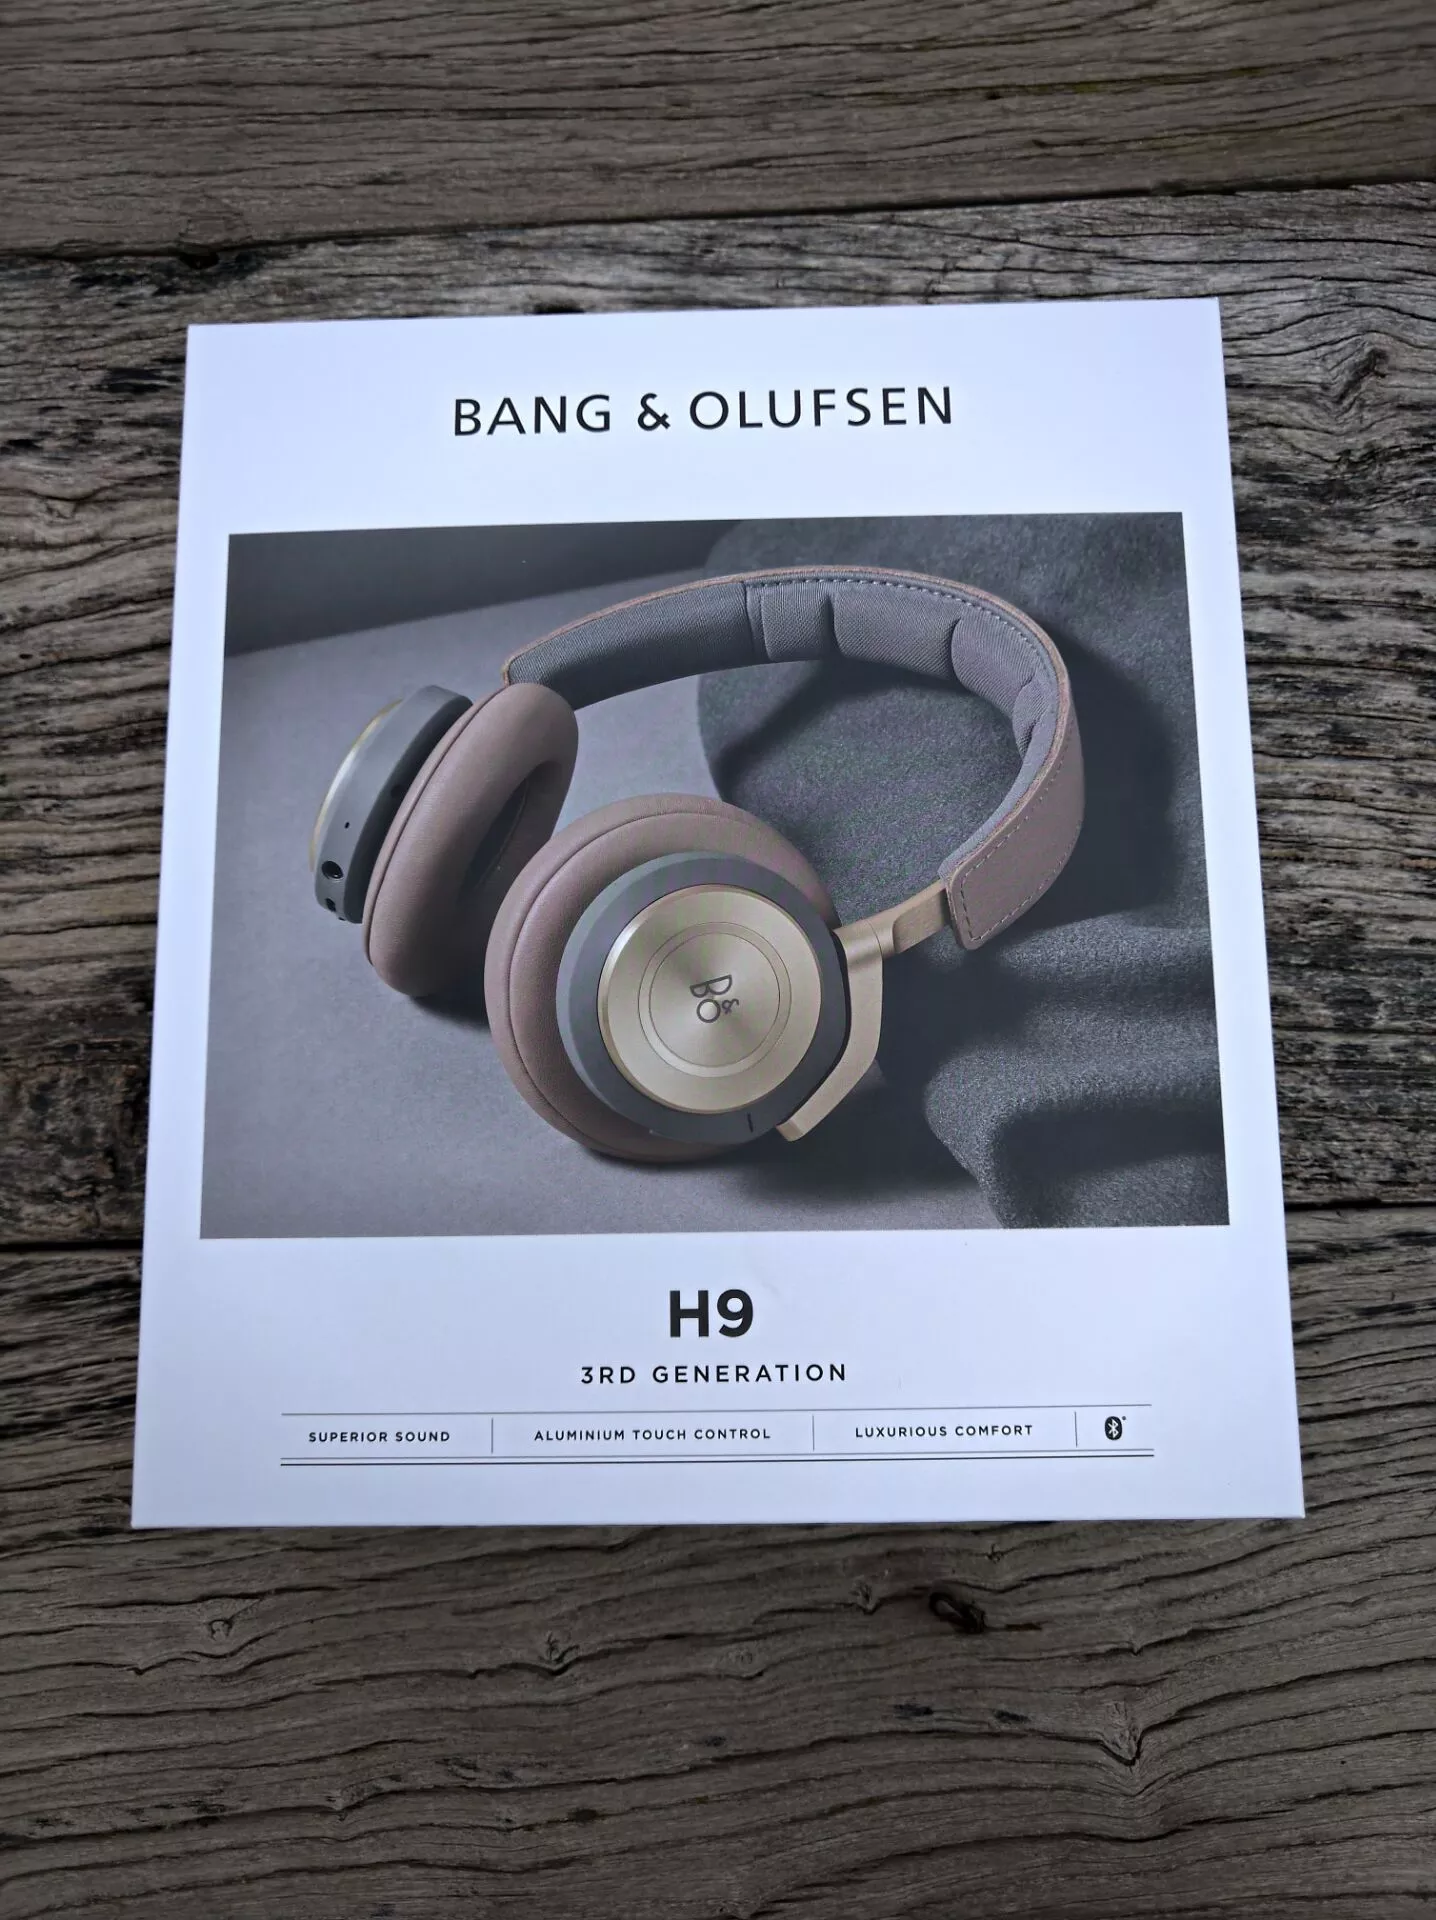 BANG & OLUFSEN
B&O
H9
3RD GENERATION
SUPERIOR SOUND
ALUMINIUM TOUCH CONTROL
LUXURIOUS COMFORT